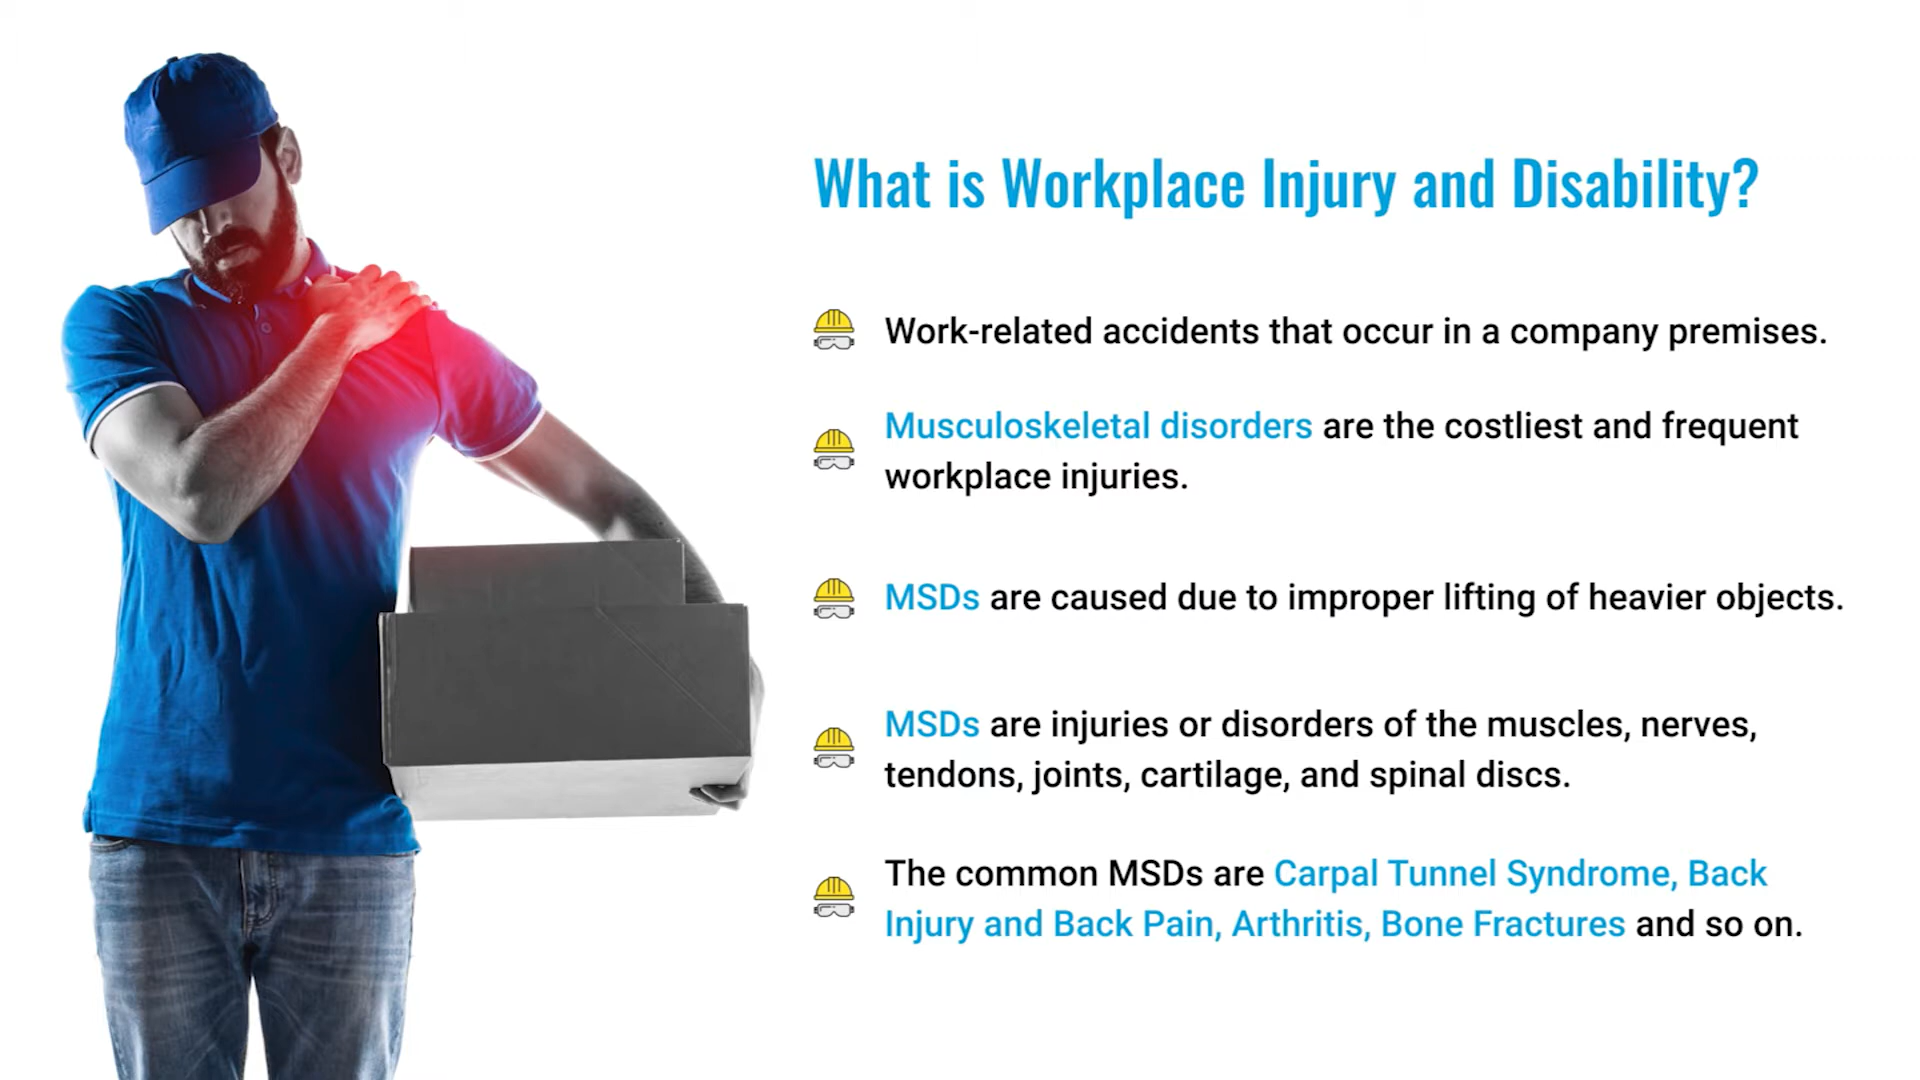 What is Workplace Injury and Disability?
Work-related accidents that occur in a company premises.
Musculoskeletal disorders are the costliest and frequent
workplace injuries.
MSDs are caused due to improper lifting of heavier objects.
MSDs are injuries or disorders of the muscles, nerves,
tendons, joints, cartilage, and spinal discs.
The common MSDs are Carpal Tunnel Syndrome, Back
Injury and Back Pain, Arthritis, Bone Fractures and so on.